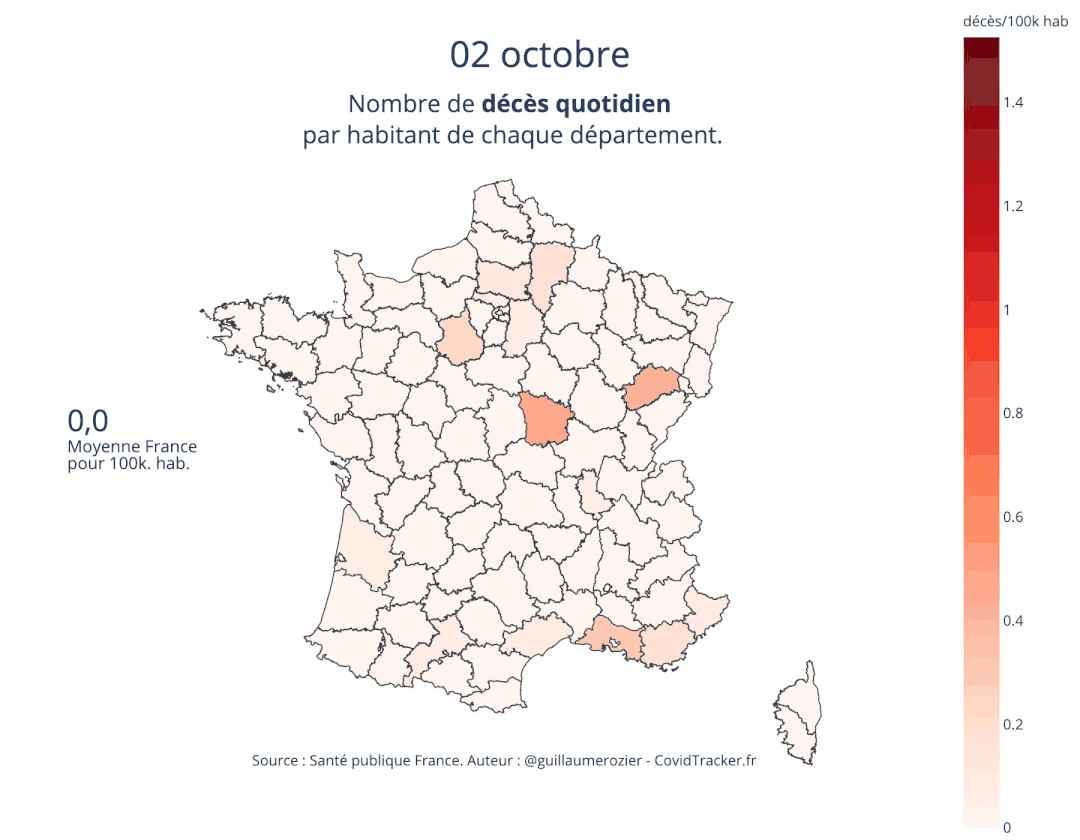 décès/100k hab
02 octobre
Nombre de décès quotidien
par habitant de chaque département.
1.4
1.2
1
0.8
0.6
0.4
0.2
0
0,0
Moyenne France
pour 100k. hab.
Source : Santé publique France. Auteur : @guillaumerozier - CovidTracker.fr